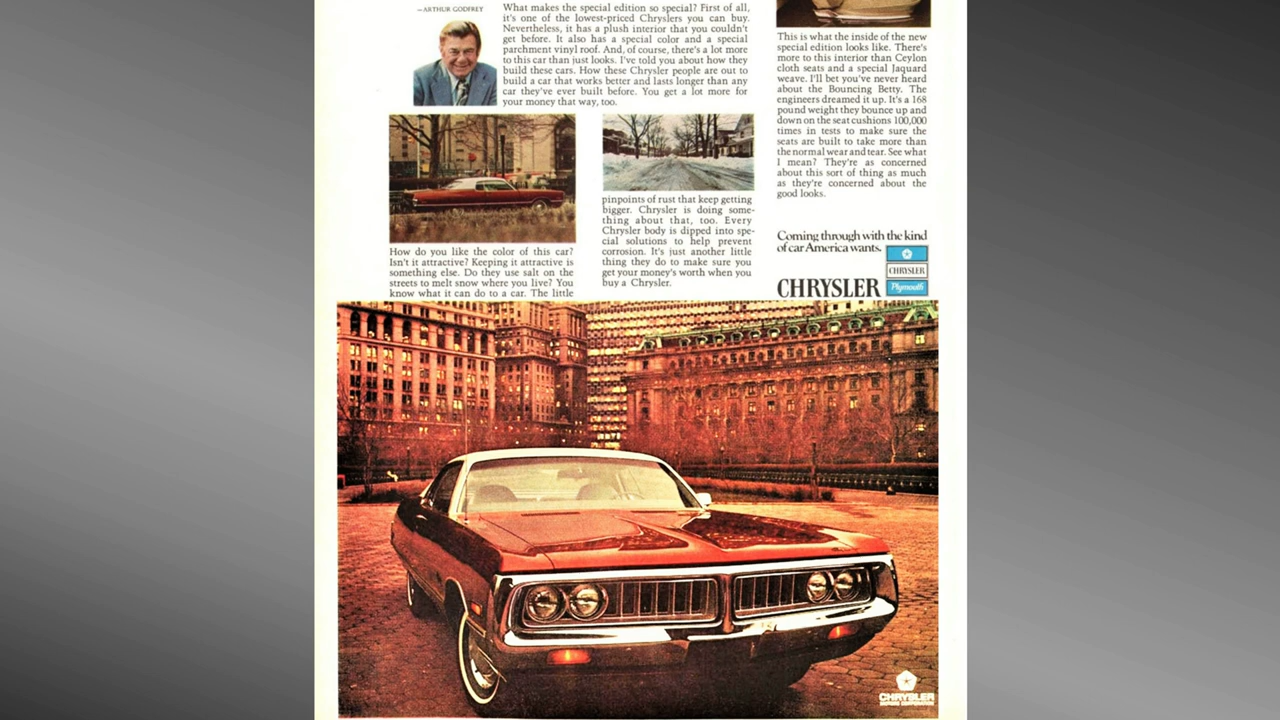 —ARTHUR GODFREY
What makes the special edition so special? First of all,
it's one of the lowest-priced Chryslers you can buy.
Nevertheless, it has a plush interior that you couldn't
get before. It also has a special color and a special
parchment vinyl roof. And, of course, there's a lot more
to this car than just looks. I've told you about how they
build these cars. How these Chrysler people are out to
build a car that works better and lasts longer than any
car they've ever built before. You get a lot more for
your money that way, too.
How do you like the color of this car?
Isn't it attractive? Keeping it attractive is
something else. Do they use salt on the
streets to melt snow where you live? You
know what it can do to a car. The little
pinpoints of rust that keep getting
bigger. Chrysler is doing some-
thing about that, too. Every
Chrysler body is dipped into spe-
cial solutions to help prevent
corrosion. It's just another little
thing they do to make sure you
get your money's worth when you
buy a Chrysler.
This is what the inside of the new
special edition looks like. There's
more to this interior than Ceylon
cloth seats and a special Jaquard
weave. I'll bet you've never heard
about the Bouncing Betty. The
engineers dreamed it up. It's a 168
pound weight they bounce up and
down on the seat cushions 100,000
times in tests to make sure the
seats are built to take more than
the normal wear and tear. See what
I mean? They're as concerned
about this sort of thing as much
as they're concerned about the
good looks.
Coming through with the kind
of car America wants.
CHRYSLER
CHRYSLER
Plymouth
CHRYSLER